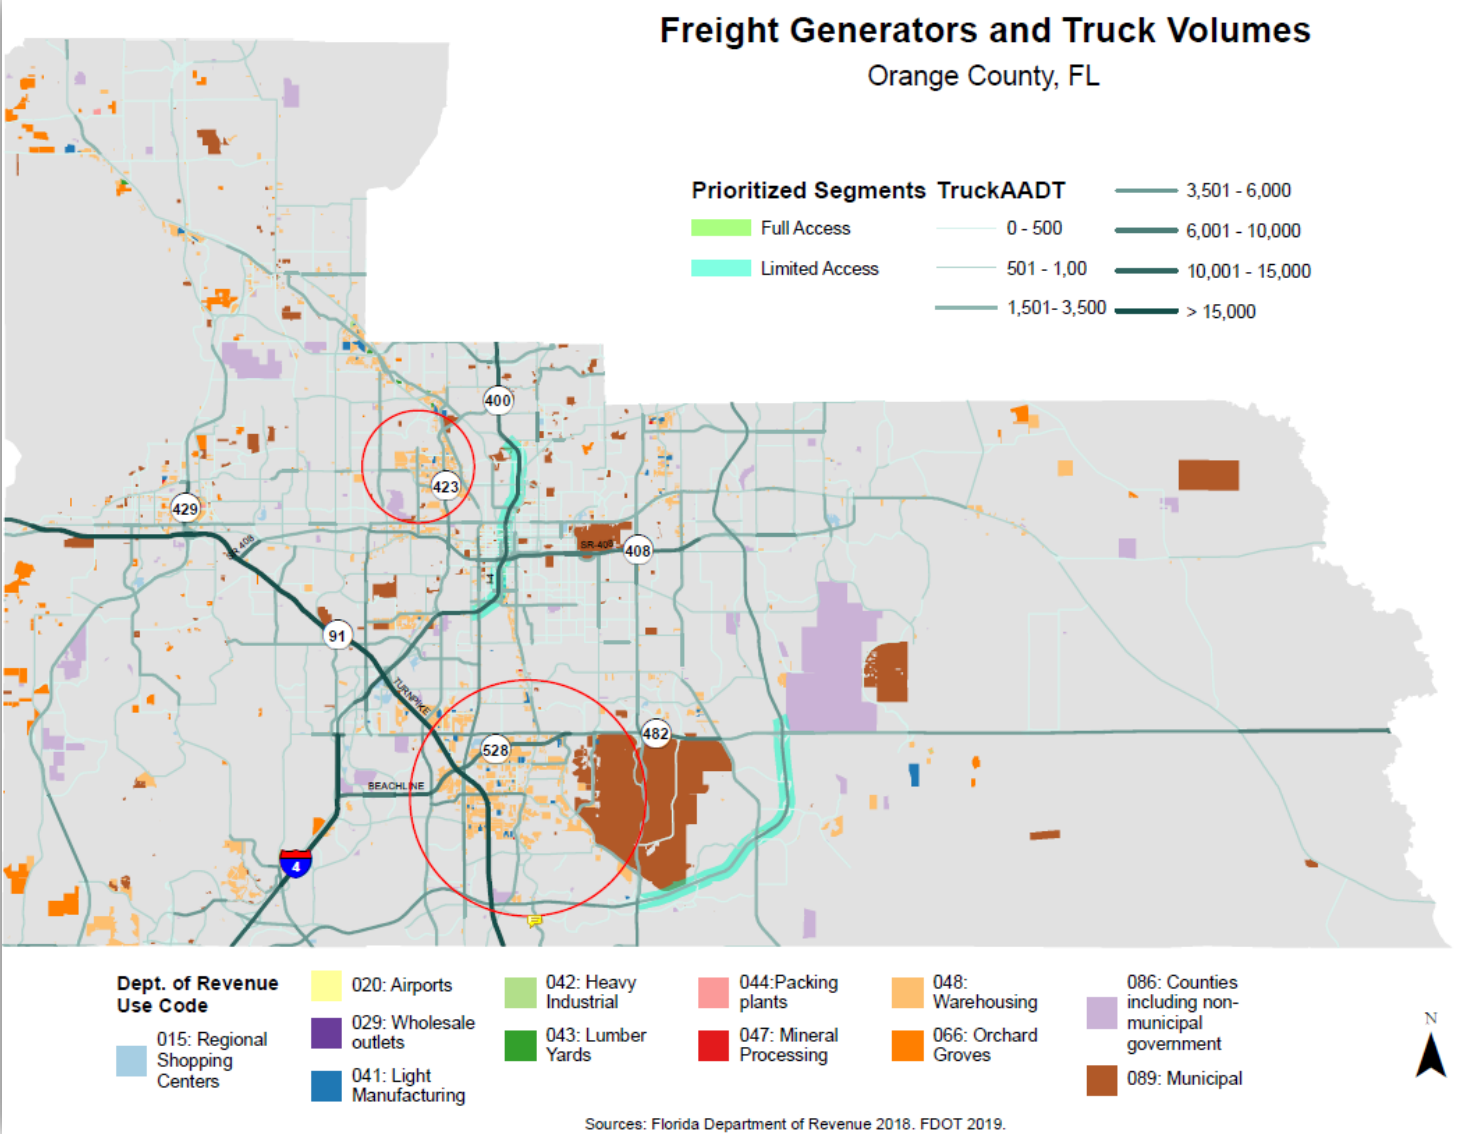 Freight Generators and Truck Volumes
Orange County, FL
Prioritized Segments
Full Access
Limited Access
TruckAADT
0 - 500
501 - 1,00
1,501- 3,500
3,501 - 6,000
6,001 - 10,000
10,001 - 15,000
> 15,000
400
423
429
SR 408
SR-408
408
I-4
91
TURNPIKE
482
528
BEACHLINE
4
Dept. of Revenue
Use Code
015: Regional
Shopping
Centers
020: Airports
029: Wholesale
outlets
041: Light
Manufacturing
042: Heavy
Industrial
043: Lumber
Yards
044:Packing
plants
047: Mineral
Processing
048:
Warehousing
066: Orchard
Groves
086: Counties
including non-
municipal
government
089: Municipal
N
Sources: Florida Department of Revenue 2018. FDOT 2019.